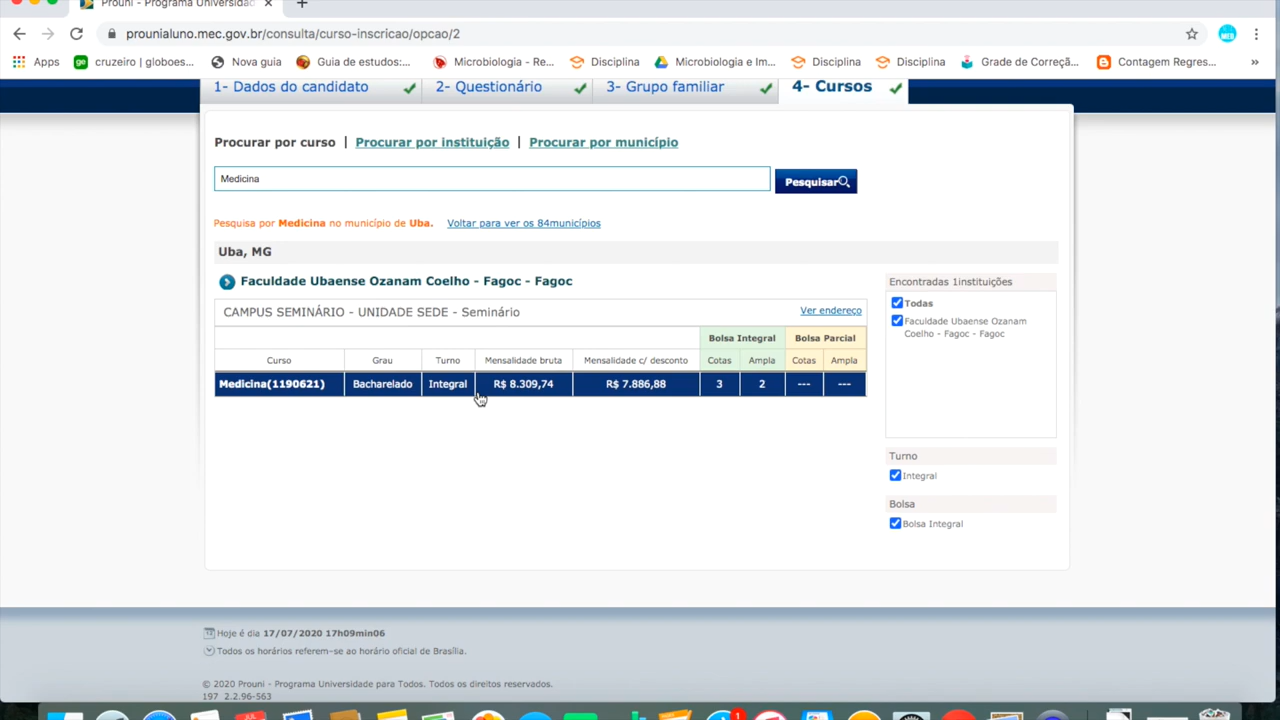 Prouni - Programa Universidad
prounialuno.mec.gov.br/consulta/curso-inscricao/opcao/2
Apps
cruzeiro | globoes...
Nova guia
Guia de estudos:...
Microbiologia - Re...
Disciplina
Microbiologia e Im...
Disciplina
Disciplina
Grade de Correçã...
Contagem Regres...
»
1- Dados do candidato
2- Questionário
3- Grupo familiar
4- Cursos
Procurar por curso | Procurar por instituição | Procurar por município
Medicina
Pesquisar
Pesquisa por Medicina no município de Uba. Voltar para ver os 84municípios
Uba, MG
Faculdade Ubaense Ozanam Coelho - Fagoc - Fagoc
CAMPUS SEMINÁRIO - UNIDADE SEDE - Seminário
Ver endereço
Bolsa Integral Bolsa Parcial
Curso Grau Turno Mensalidade bruta Mensalidade c/ desconto Cotas Ampla Cotas Ampla
Medicina(1190621) Bacharelado Integral R$ 8.309,74 R$ 7.886,88 3 2 --- ---
Encontradas 1instituições
Todas
Faculdade Ubaense Ozanam
Coelho - Fagoc - Fagoc
Turno
Integral
Bolsa
Bolsa Integral
Hoje é dia 17/07/2020 17h09min06
Todos os horários referem-se ao horário oficial de Brasília.
© 2020 Prouni - Programa Universidade para Todos. Todos os direitos reservados.
197 2.2.96-563
1